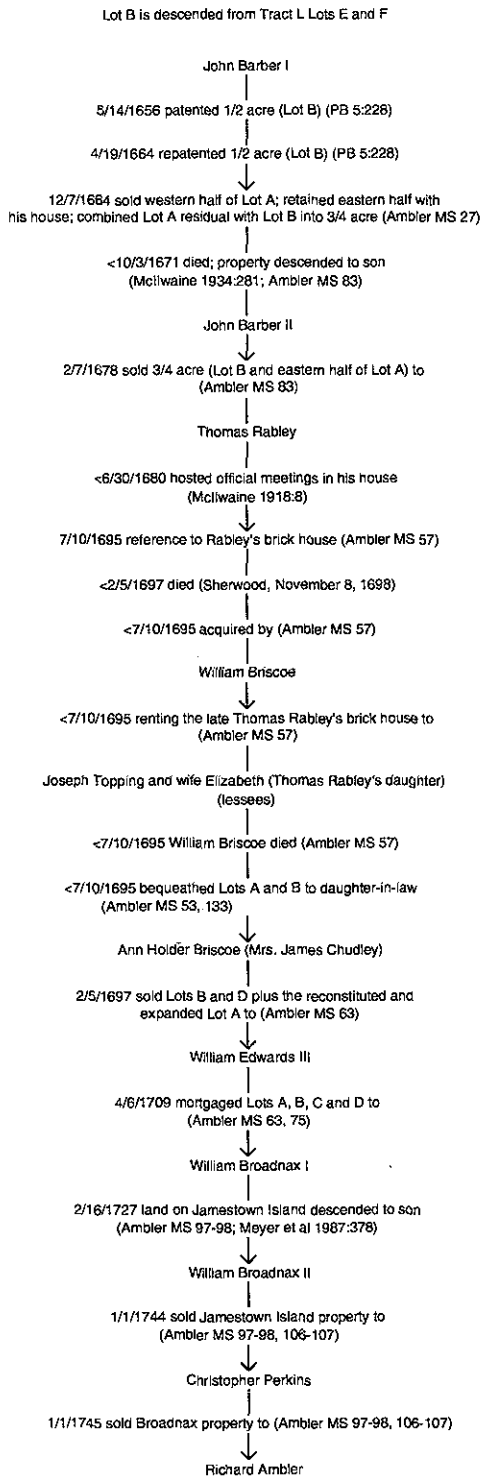 Lot B is descended from Tract L Lots E and F
John Barber I
5/14/1656 patented 1/2 acre (Lot B) (PB 5:228)
4/19/1664 repatented 1/2 acre (Lot B) (PB 5:228)
12/7/1664 sold western half of Lot A; retained eastern half with
his house; combined Lot A residual with Lot B into 3/4 acre (Ambler MS 27)
<10/3/1671 died; property descended to son
(McIlwaine 1934:281; Ambler MS 83)
John Barber II
2/7/1678 sold 3/4 acre (Lot B and eastern half of Lot A) to
(Ambler MS 83)
Thomas Rabley
<6/30/1680 hosted official meetings in his house
(McIlwaine 1918:8)
7/10/1695 reference to Rabley's brick house (Ambler MS 57)
<2/5/1697 died (Sherwood, November 8, 1698)
<7/10/1695 acquired by (Ambler MS 57)
William Briscoe
<7/10/1695 renting the late Thomas Rabley's brick house to
(Ambler MS 57)
Joseph Topping and wife Elizabeth (Thomas Rabley's daughter)
(lessees)
<7/10/1695 William Briscoe died (Ambler MS 57)
<7/10/1695 bequeathed Lots A and B to daughter-in-law
(Ambler MS 53, 133)
Ann Holder Briscoe (Mrs. James Chudley)
2/5/1697 sold Lots B and D plus the reconstituted and
expanded Lot A to (Ambler MS 63)
William Edwards III
4/6/1709 mortgaged Lots A, B, C and D to
(Ambler MS 63, 75)
William Broadnax I
2/16/1727 land on Jamestown Island descended to son
(Ambler MS 97-98; Meyer et al 1987:378)
William Broadnax II
1/1/1744 sold Jamestown Island property to
(Ambler MS 97-98, 106-107)
Christopher Perkins
1/1/1745 sold Broadnax property to (Ambler MS 97-98, 106-107)
Richard Ambler